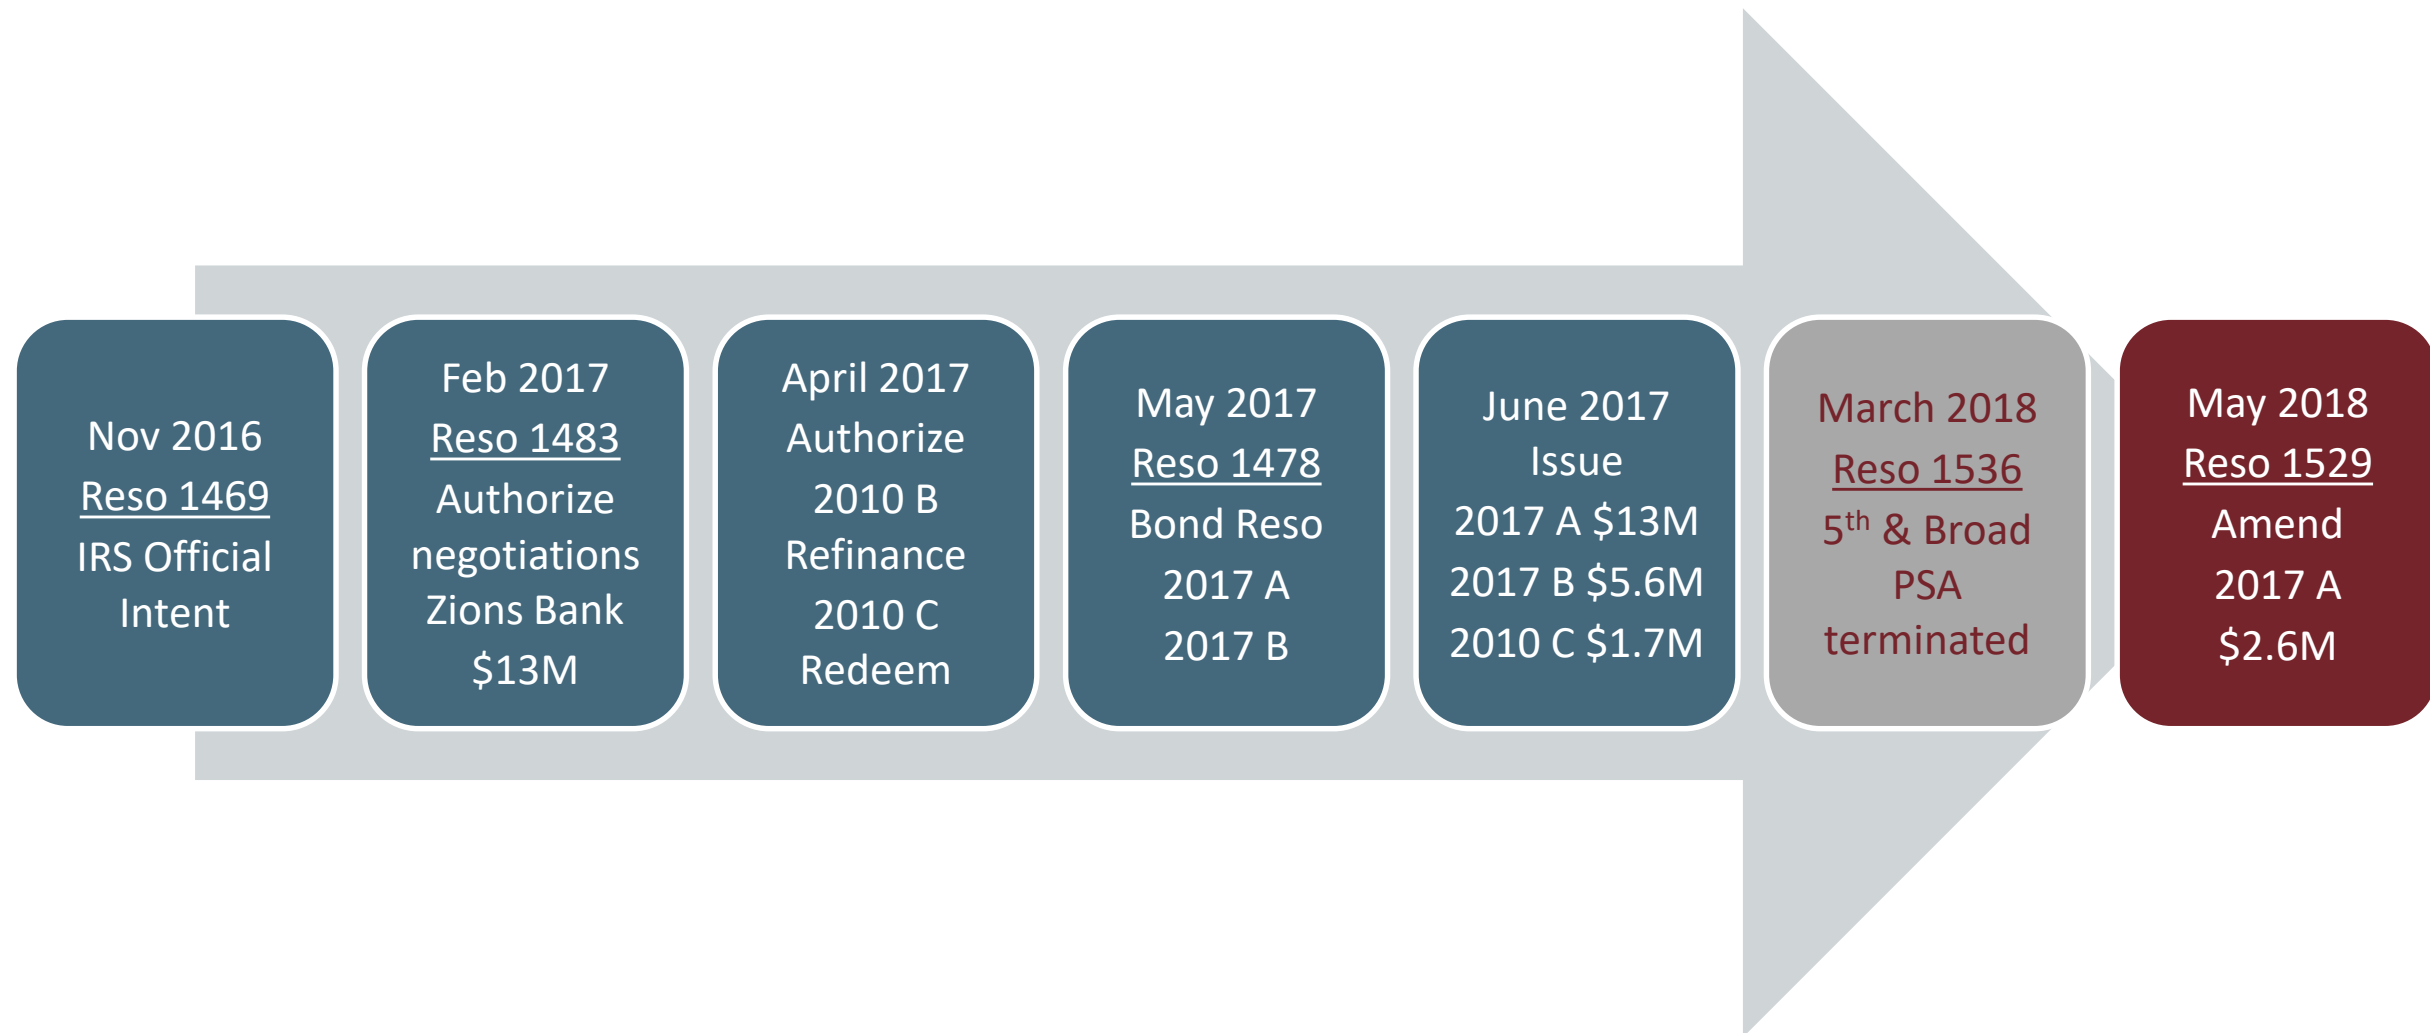 Nov 2016
Reso 1469
IRS Official
Intent
Feb 2017
Reso 1483
Authorize
negotiations
Zions Bank
$13M
April 2017
Authorize
2010 B
Refinance
2010 C
Redeem
May 2017
Reso 1478
Bond Reso
2017 A
2017 B
June 2017
Issue
2017 A $13M
2017 B $5.6M
2010 C $1.7M
March 2018
Reso 1536
5th & Broad
PSA
terminated
May 2018
Reso 1529
Amend
2017 A
$2.6M